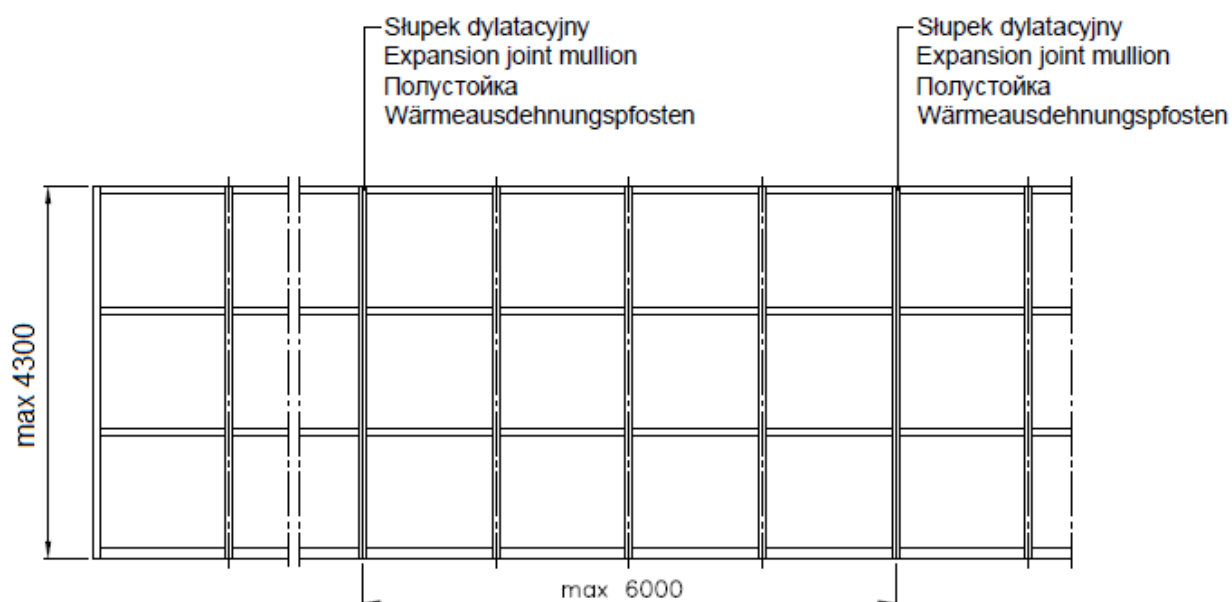 Słupek dylatacyjny
Expansion joint mullion
Полустойка
Wärmeausdehnungspfosten
Słupek dylatacyjny
Expansion joint mullion
Полустойка
Wärmeausdehnungspfosten
max 4300
max 6000